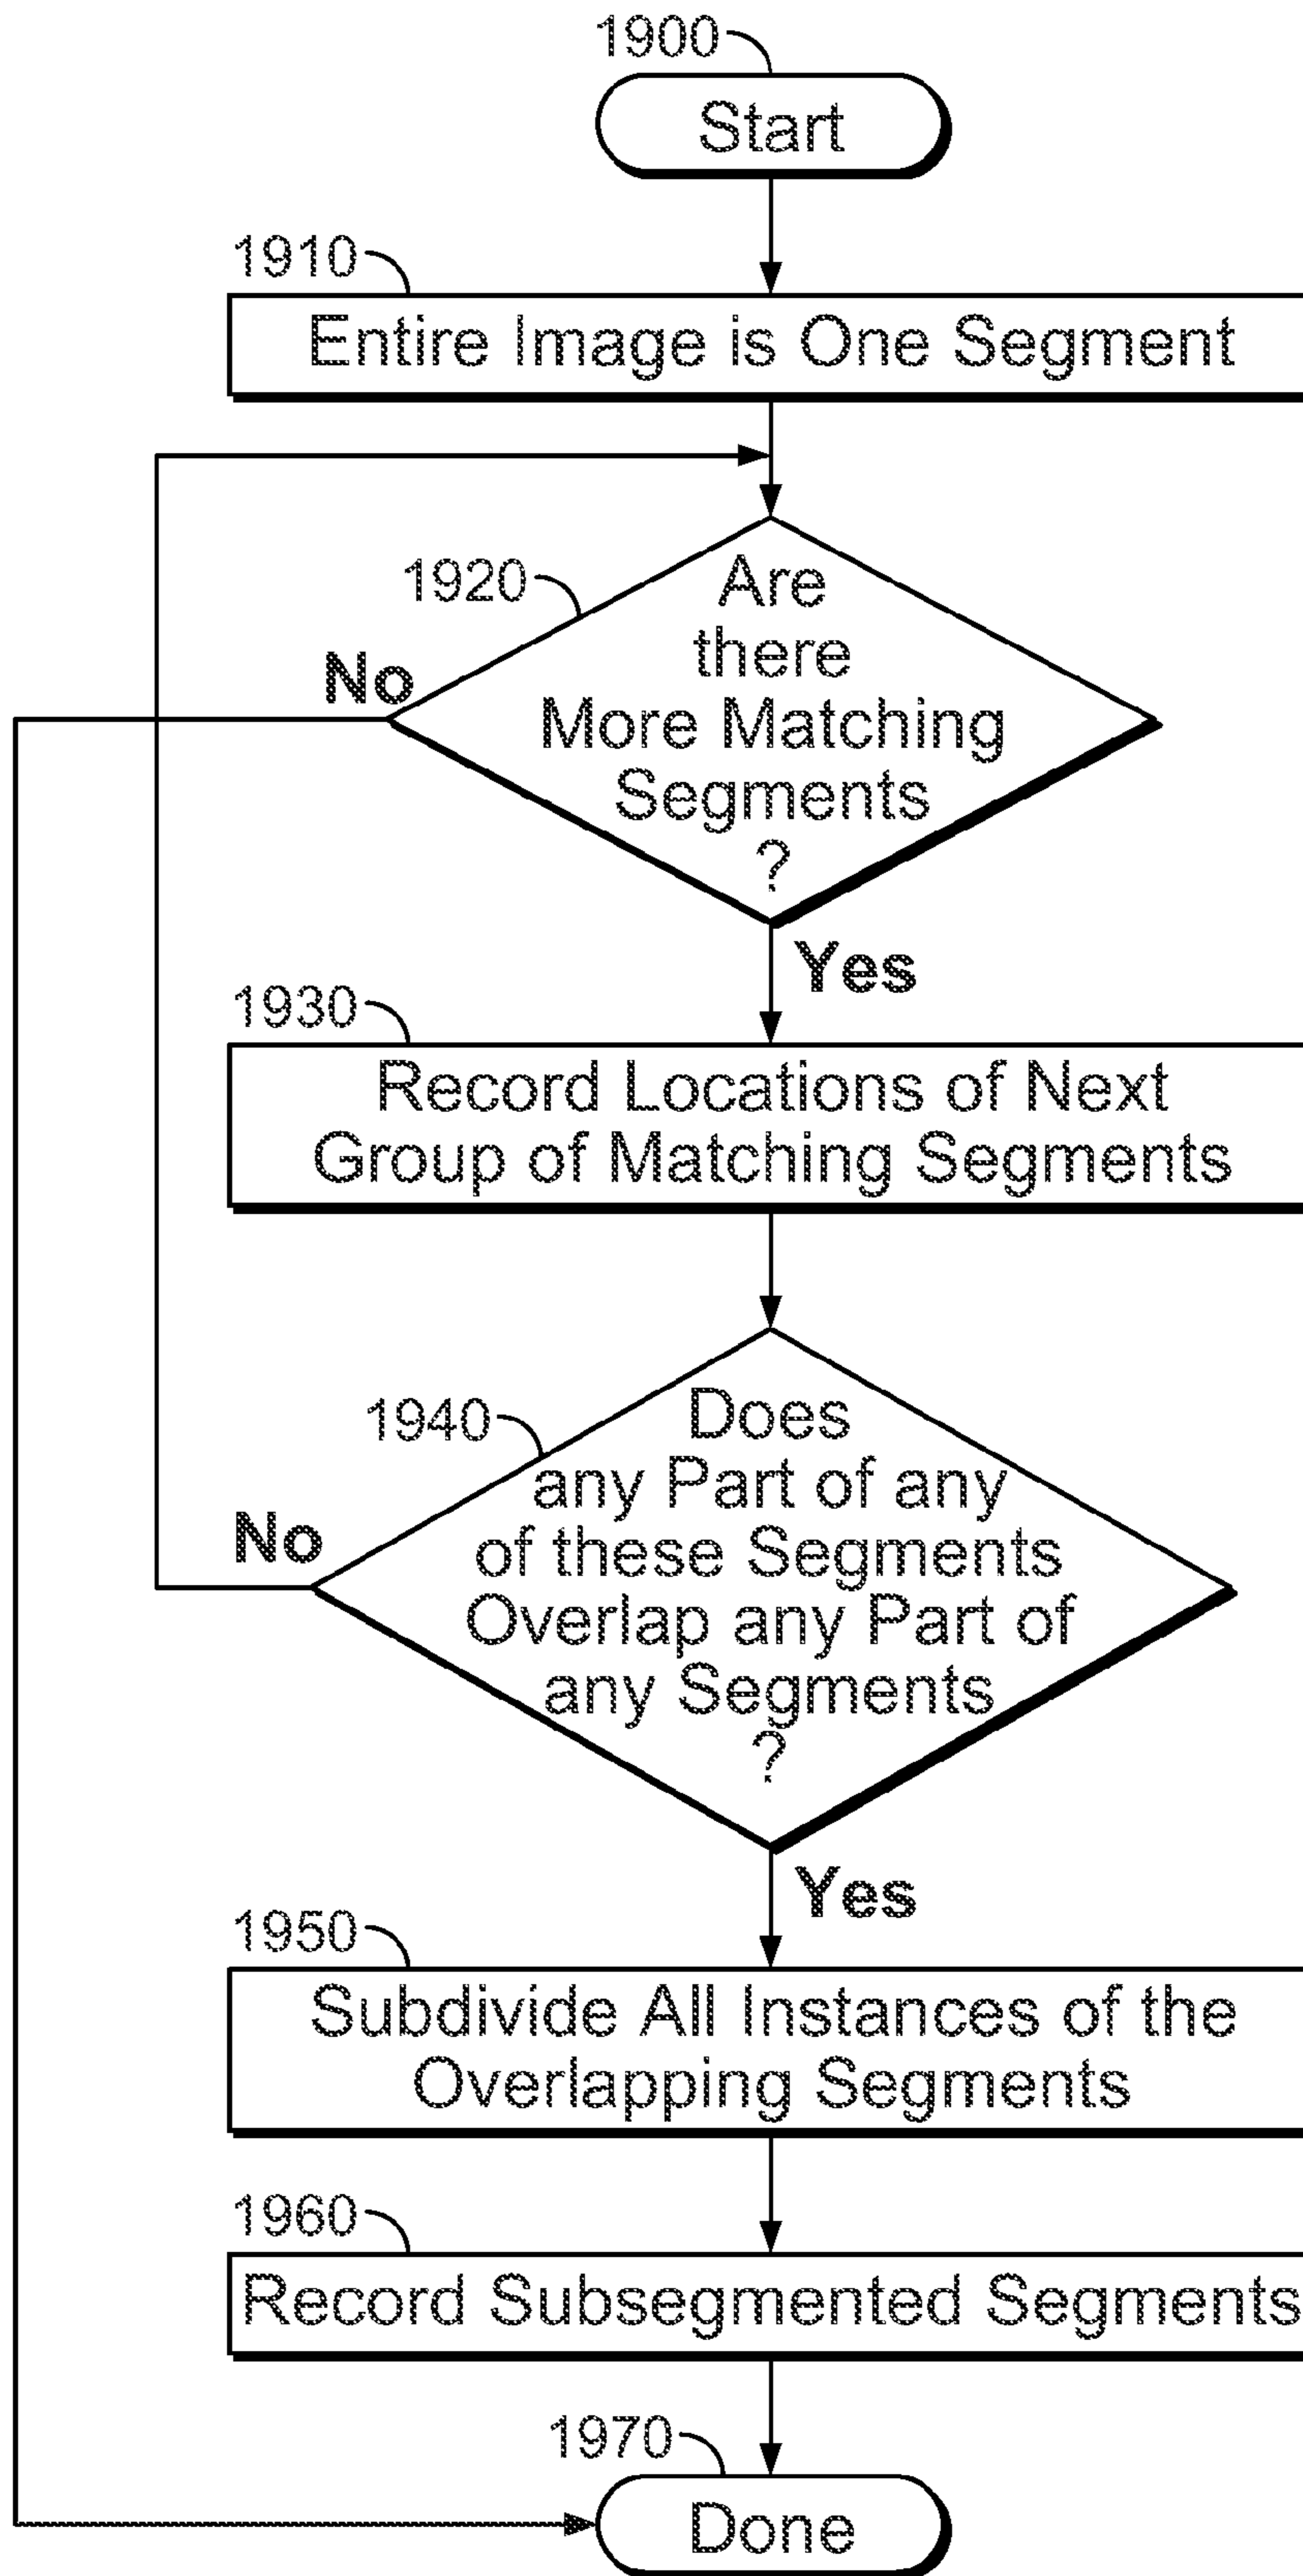 1900
Start
1910
Entire Image is One Segment
1920
Are
there
More Matching
Segments
?
No
Yes
1930
Record Locations of Next
Group of Matching Segments
1940
Does
any Part of any
of these Segments
Overlap any Part of
any Segments
?
No
Yes
1950
Subdivide All Instances of the
Overlapping Segments
1960
Record Subsegmented Segments
1970
Done